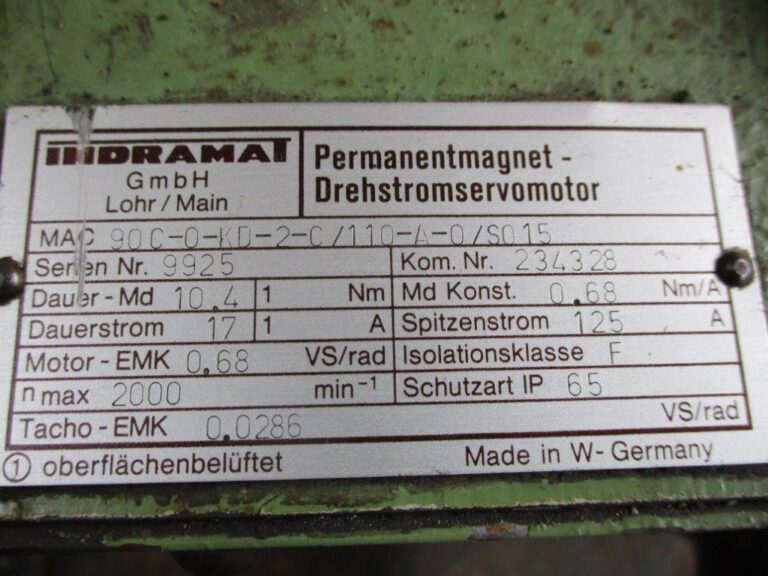 INDRAMAT
GmbH
Lohr/Main
Permanentmagnet-
Drehstromservomotor
MAC 90C-0-KD-2-C/110-A-0/S015
Serien Nr. 9925 Kom. Nr. 234328
Dauer-Md 10.4 1 Nm Md Konst. 0.68 Nm/A
Dauerstrom 17 1 A Spitzenstrom 125 A
Motor-EMK 0.68 VS/rad Isolationsklasse F
n max 2000 min-1 Schutzart IP 65
Tacho-EMK 0.0286 VS/rad
① oberflächenbelüftet Made in W-Germany